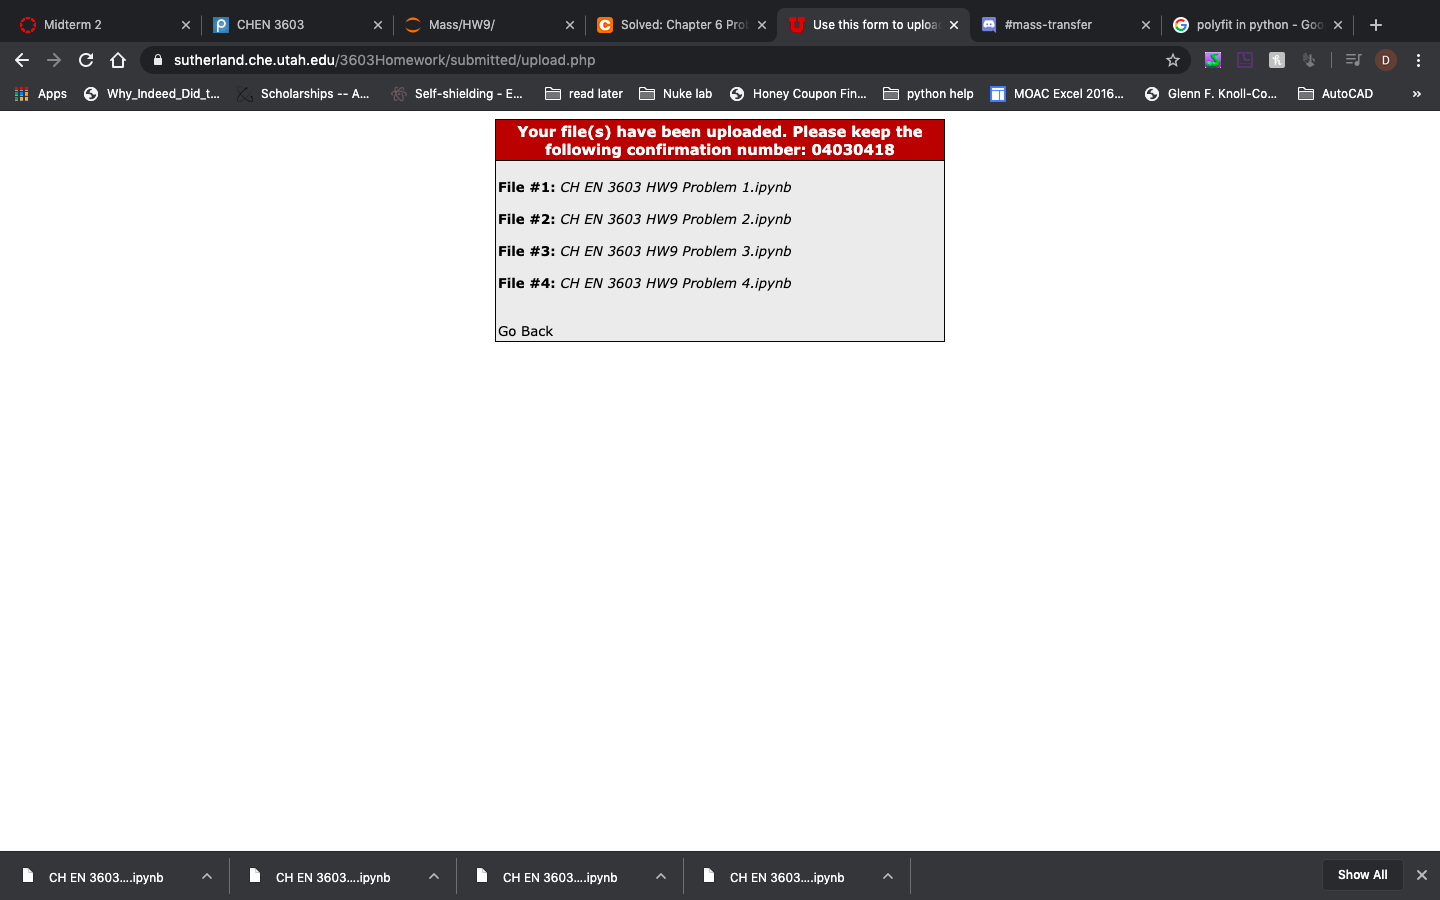 Midterm 2
CHEN 3603
Mass/HW9/
Solved: Chapter 6 Pro
Use this form to uploa
#mass-transfer
polyfit in python - Goo
sutherland.che.utah.edu/3603Homework/submitted/upload.php
D
Apps
Why_Indeed_Did_t...
Scholarships -- A...
Self-shielding - E...
read later
Nuke lab
Honey Coupon Fin...
python help
MOAC Excel 2016...
Glenn F. Knoll-Co...
AutoCAD
»
Your file(s) have been uploaded. Please keep the
following confirmation number: 04030418
File #1: CH EN 3603 HW9 Problem 1.ipynb
File #2: CH EN 3603 HW9 Problem 2.ipynb
File #3: CH EN 3603 HW9 Problem 3.ipynb
File #4: CH EN 3603 HW9 Problem 4.ipynb
Go Back
CH EN 3603....ipynb
CH EN 3603....ipynb
CH EN 3603....ipynb
CH EN 3603....ipynb
Show All